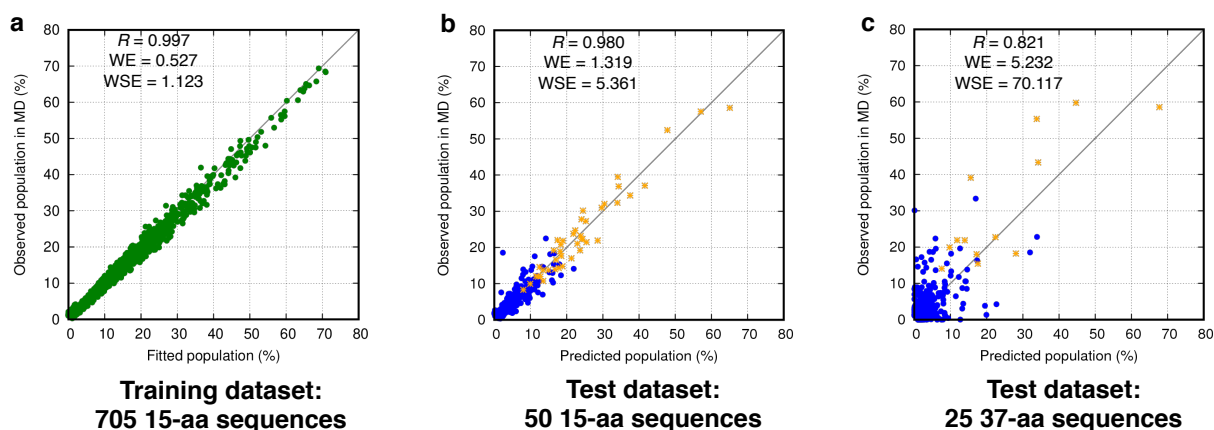 a
R = 0.997
WE = 0.527
WSE = 1.123
Observed population in MD (%)
80
70
60
50
40
30
20
10
0
0 10 20 30 40 50 60 70 80
Fitted population (%)
Training dataset:
705 15-aa sequences
b
R = 0.980
WE = 1.319
WSE = 5.361
Observed population in MD (%)
80
70
60
50
40
30
20
10
0
0 10 20 30 40 50 60 70 80
Predicted population (%)
Test dataset:
50 15-aa sequences
c
R = 0.821
WE = 5.232
WSE = 70.117
Observed population in MD (%)
80
70
60
50
40
30
20
10
0
0 10 20 30 40 50 60 70 80
Predicted population (%)
Test dataset:
25 37-aa sequences